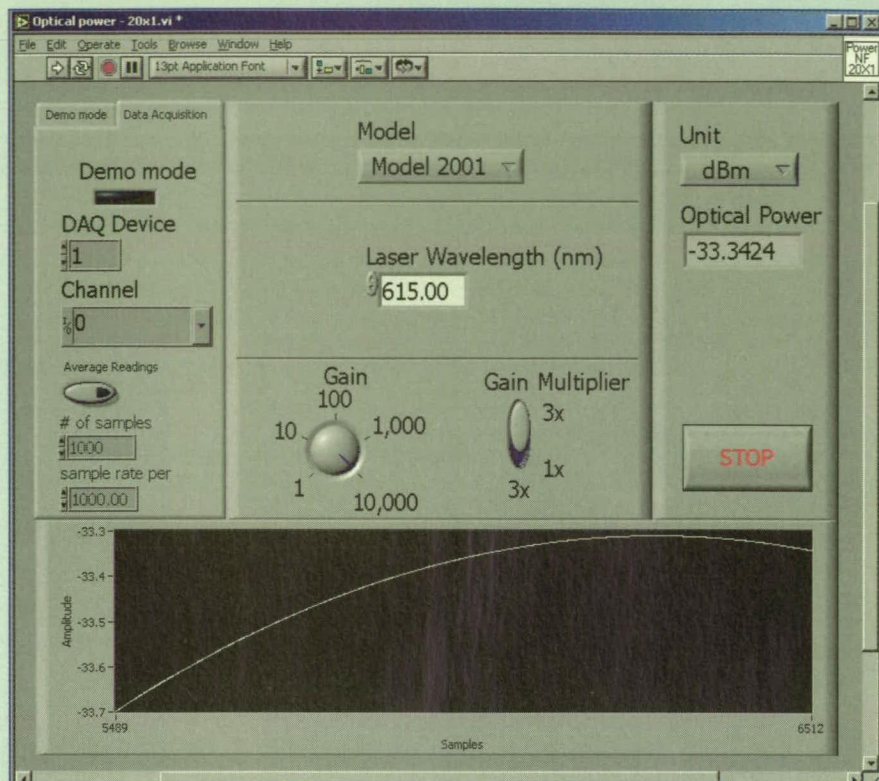 Optical power - 20x1.vi *
File Edit Operate Tools Browse Window Help
13pt Application Font
Power
NF
20X1
Demo mode
Data Acquisition
Demo mode
DAQ Device
1
Channel
0
Average Readings
# of samples
1000
sample rate per
1000.00
Model
Model 2001
Laser Wavelength (nm)
615.00
Gain
100
10
1,000
1
10,000
Gain Multiplier
3x
1x
3x
Unit
dBm
Optical Power
-33.3424
STOP
-33.3
-33.4
-33.5
-33.6
-33.7
Amplitude
5489
6512
Samples